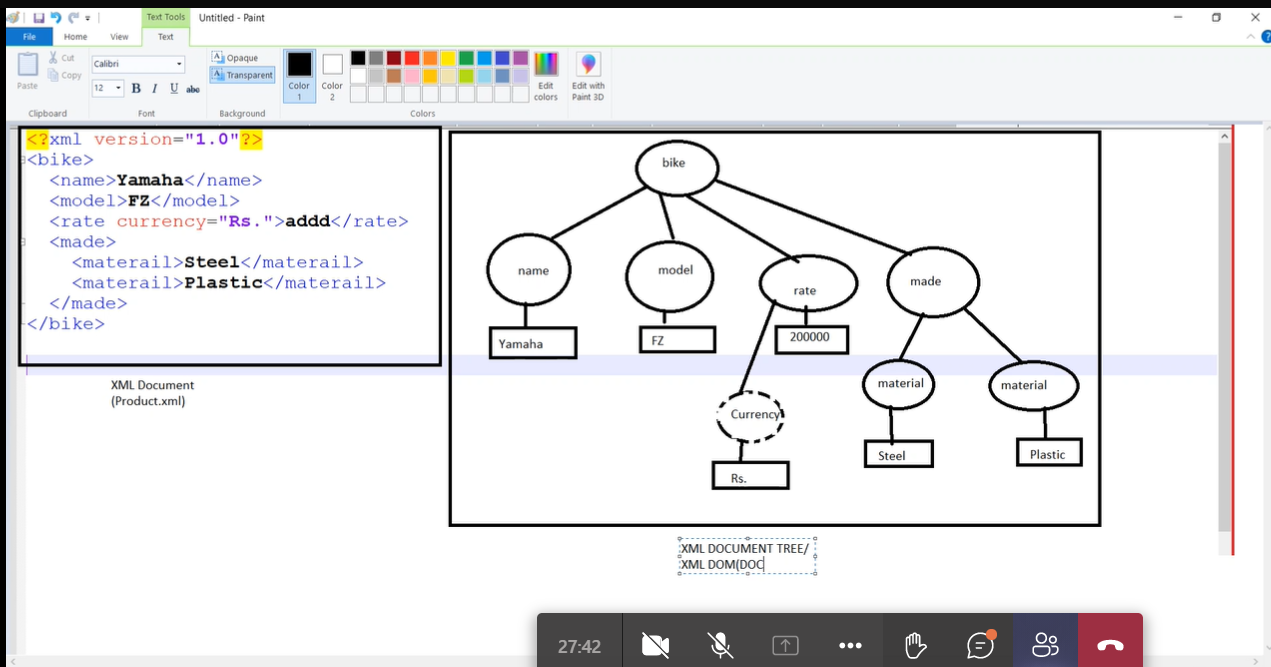 Text Tools
Untitled - Paint
File
Home
View
Text
Paste
Cut
Copy
Clipboard
Calibri
12
B I U abc
Font
Opaque
Transparent
Background
Color
1
Color
2
Edit
colors
Edit with
Paint 3D
Colors
<?xml version="1.0"?>
<bike>
<name>Yamaha</name>
<model>FZ</model>
<rate currency="Rs.">addd</rate>
<made>
<materail>Steel</materail>
<materail>Plastic</materail>
</made>
</bike>
XML Document
(Product.xml)
bike
name
model
rate
made
Yamaha
FZ
200000
Currency
material
material
Rs.
Steel
Plastic
XML DOCUMENT TREE/
XML DOM(DOC
27:42